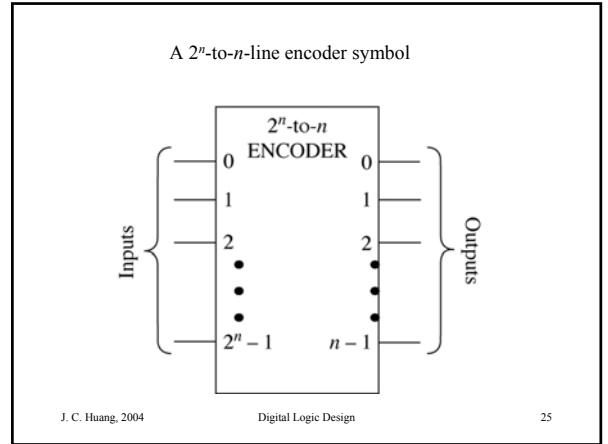 A 2ⁿ-to-n-line encoder symbol
2ⁿ-to-n
ENCODER
0 0
1 1
2 2
2ⁿ – 1 n – 1
Inputs
Outputs
J. C. Huang, 2004 Digital Logic Design 25